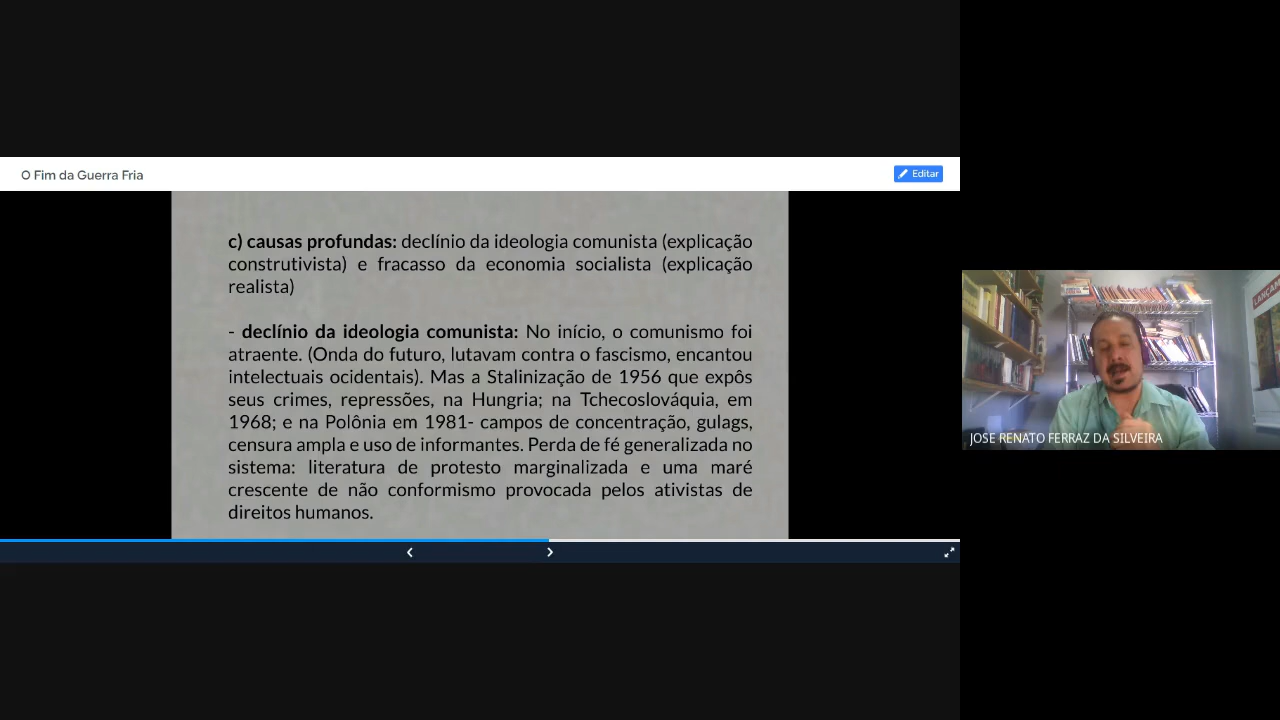 O Fim da Guerra Fria
Editar
c) causas profundas: declínio da ideologia comunista (explicação
construtivista) e fracasso da economia socialista (explicação
realista)
- declínio da ideologia comunista: No início, o comunismo foi
atraente. (Onda do futuro, lutavam contra o fascismo, encantou
intelectuais ocidentais). Mas a Stalinização de 1956 que expôs
seus crimes, repressões, na Hungria; na Tchecoslováquia, em
1968; e na Polônia em 1981- campos de concentração, gulags,
censura ampla e uso de informantes. Perda de fé generalizada no
sistema: literatura de protesto marginalizada e uma maré
crescente de não conformismo provocada pelos ativistas de
direitos humanos.
JOSE RENATO FERRAZ DA SILVEIRA